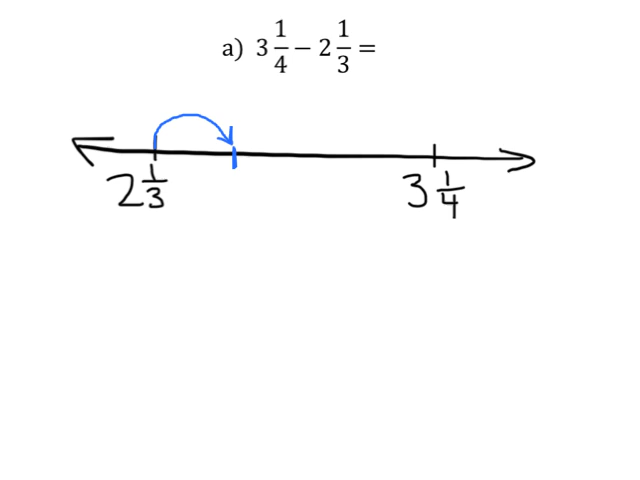 a) 3 1/4 − 2 1/3 =
2 1/3 3 1/4